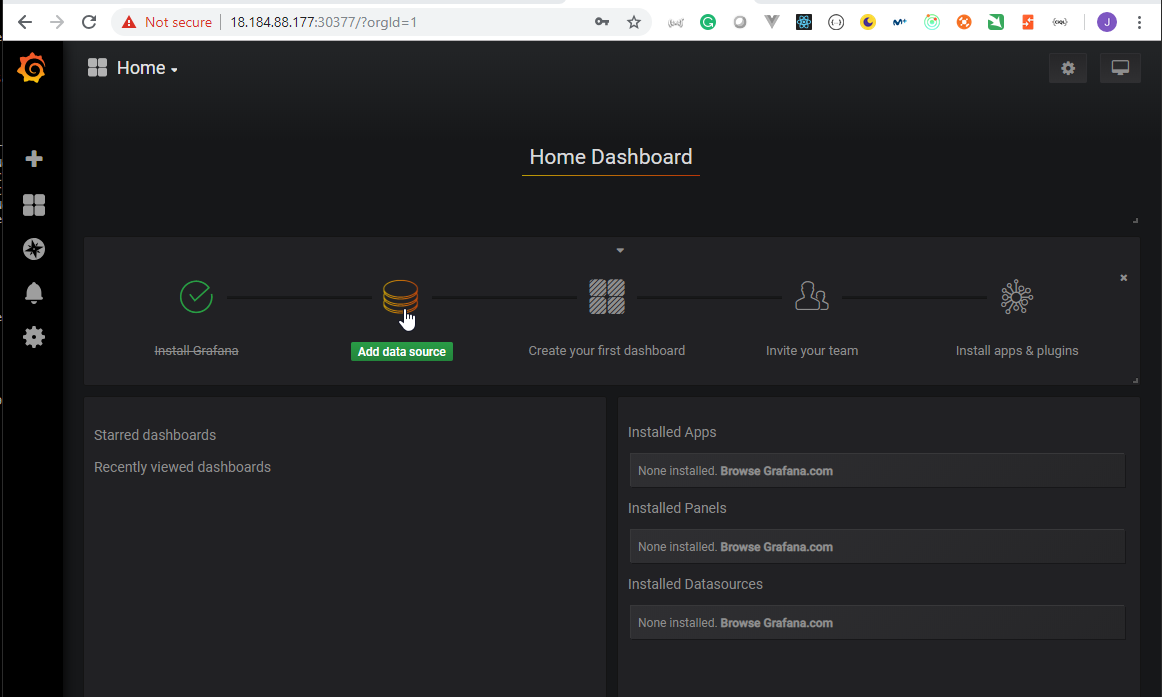 Not secure
18.184.88.177:30377/?orgId=1
J
Home
Home Dashboard
Install Grafana
Add data source
Create your first dashboard
Invite your team
Install apps & plugins
Starred dashboards
Recently viewed dashboards
Installed Apps
None installed. Browse Grafana.com
Installed Panels
None installed. Browse Grafana.com
Installed Datasources
None installed. Browse Grafana.com